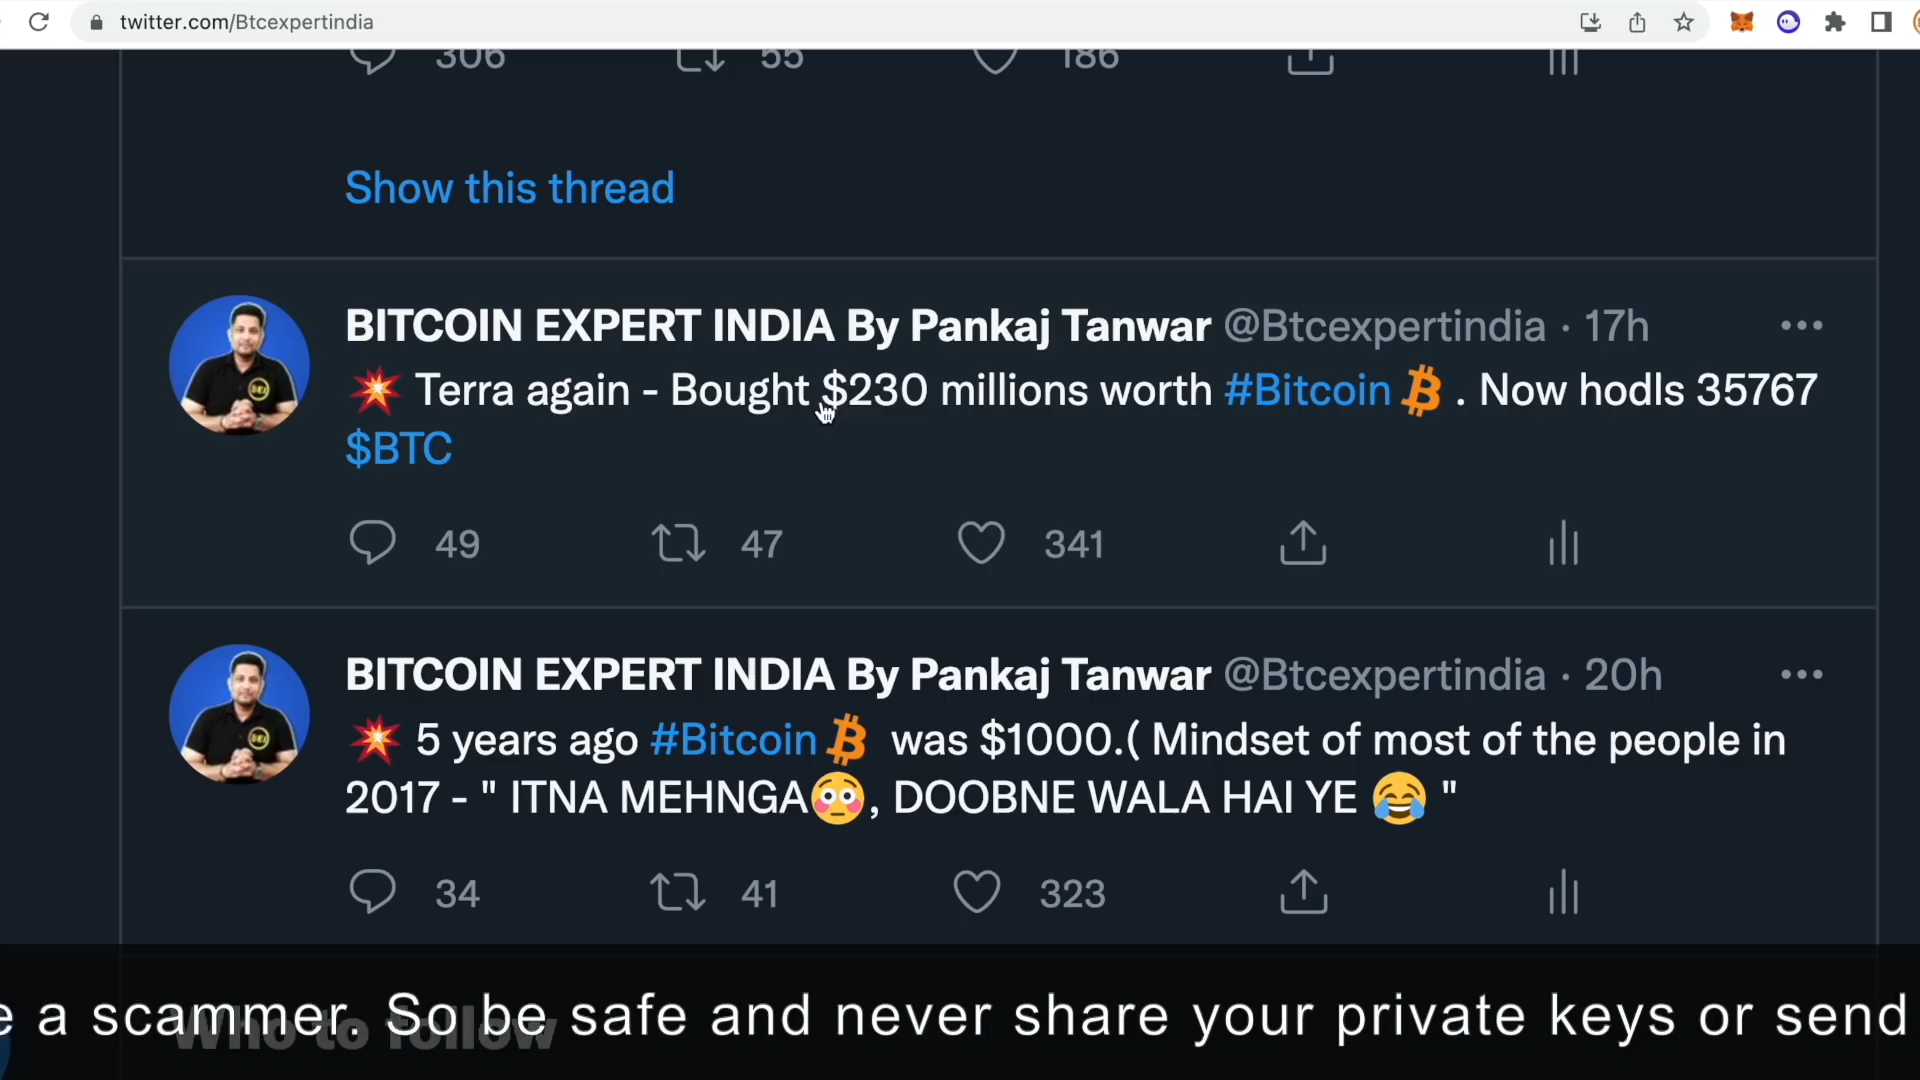 twitter.com/Btcexpertindia
306 55 186
Show this thread
BITCOIN EXPERT INDIA By Pankaj Tanwar @Btcexpertindia · 17h
💥 Terra again - Bought $230 millions worth #Bitcoin . Now hodls 35767
$BTC
49 47 341
BITCOIN EXPERT INDIA By Pankaj Tanwar @Btcexpertindia · 20h
💥 5 years ago #Bitcoin was $1000.( Mindset of most of the people in
2017 - " ITNA MEHNGA😳, DOOBNE WALA HAI YE 😂 "
34 41 323
e a scammer. So be safe and never share your private keys or send
Who to follow